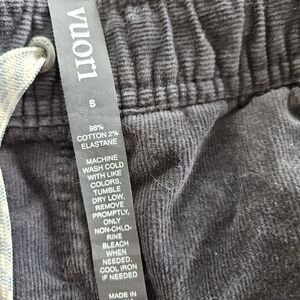 vuori
S
98%
COTTON 2%
ELASTANE
MACHINE
WASH COLD
WITH LIKE
COLORS,
TUMBLE
DRY LOW,
REMOVE
PROMPTLY,
ONLY
NON-CHLO-
RINE
BLEACH
WHEN
NEEDED,
COOL IRON
IF NEEDED
MADE IN